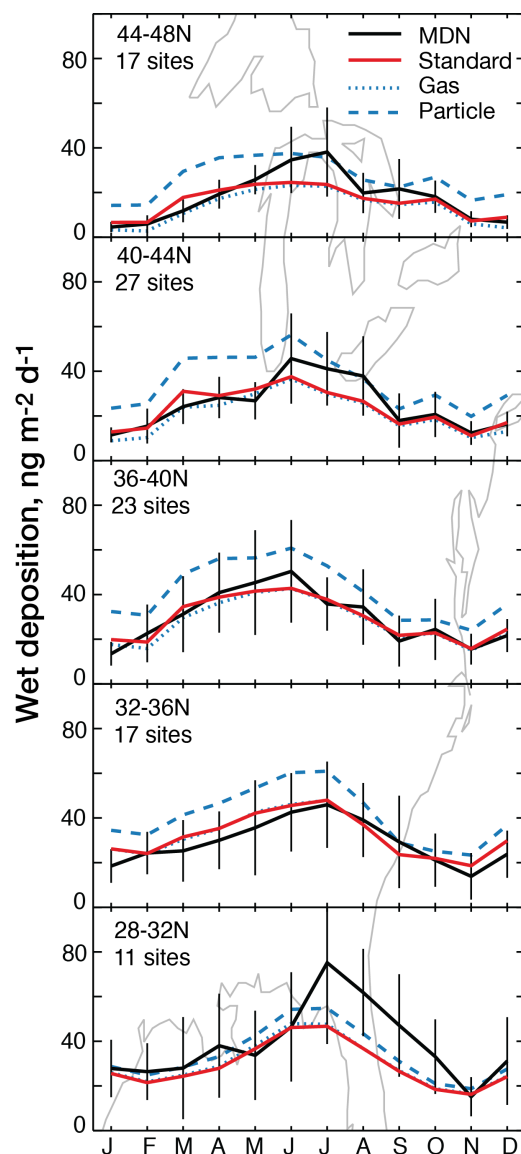 44-48N
17 sites
MDN
Standard
Gas
Particle
80
40
0
40-44N
27 sites
80
40
0
Wet deposition, ng m-2 d-1
36-40N
23 sites
80
40
0
32-36N
17 sites
80
40
0
28-32N
11 sites
80
40
0
J F M A M J J A S O N D